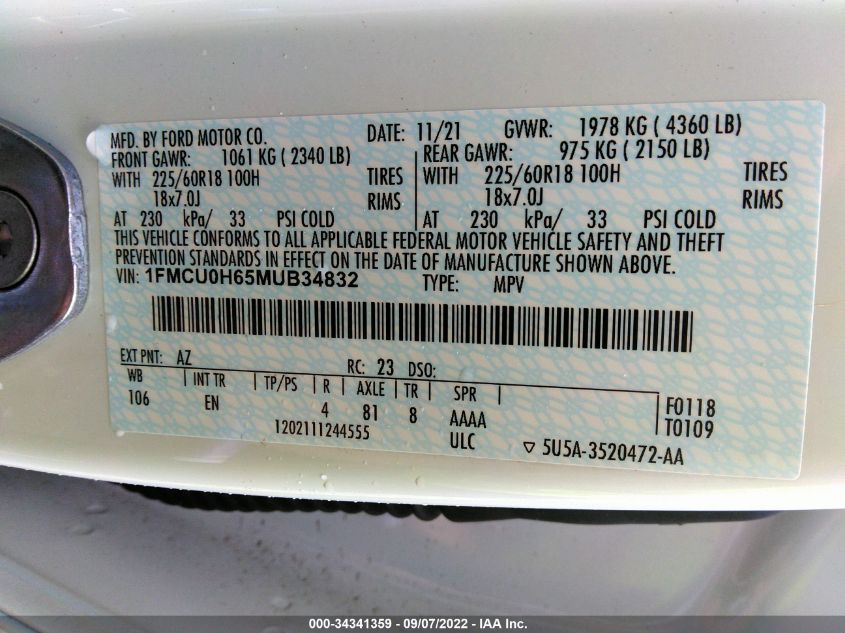 MFD. BY FORD MOTOR CO. DATE: 11/21 GVWR: 1978 KG ( 4360 LB)
FRONT GAWR: 1061 KG ( 2340 LB) REAR GAWR: 975 KG ( 2150 LB)
WITH 225/60R18 100H TIRES WITH 225/60R18 100H TIRES
18x7.0J RIMS 18x7.0J RIMS
AT 230 kPa/ 33 PSI COLD AT 230 kPa/ 33 PSI COLD
THIS VEHICLE CONFORMS TO ALL APPLICABLE FEDERAL MOTOR VEHICLE SAFETY AND THEFT
PREVENTION STANDARDS IN EFFECT ON THE DATE OF MANUFACTURE SHOWN ABOVE.
VIN: 1FMCU0H65MUB34832 TYPE: MPV
EXT PNT: AZ RC: 23 DSO:
WB INT TR TP/PS R AXLE TR SPR
106 EN 4 81 8 AAAA F0118
1202111244555 ULC T0109
▽ 5U5A-3520472-AA
000-34341359 - 09/07/2022 - IAA Inc.